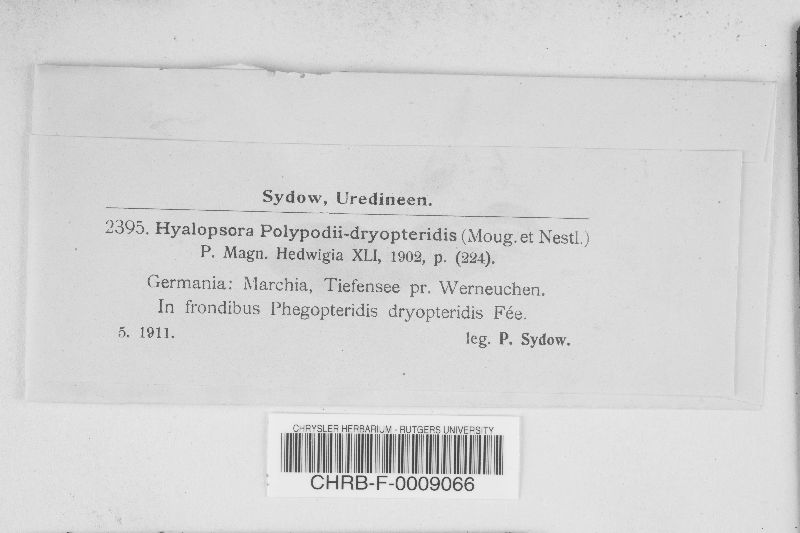 Sydow, Uredineen.
2395. Hyalopsora Polypodii-dryopteridis (Moug. et Nestl.)
P. Magn. Hedwigia XLI, 1902, p. (224).
Germania: Marchia, Tiefensee pr. Werneuchen.
In frondibus Phegopteridis dryopteridis Fée.
5. 1911. leg. P. Sydow.
CHRYSLER HERBARIUM - RUTGERS UNIVERSITY
CHRB-F-0009066